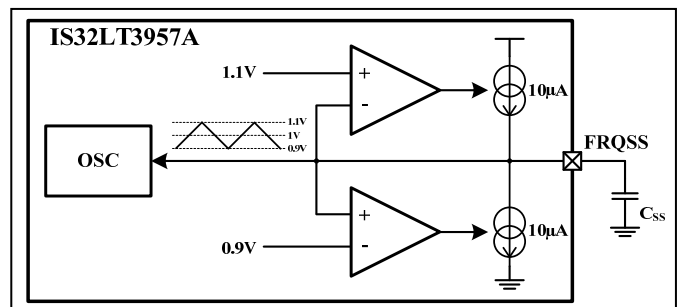 IS32LT3957A
1.1V
+
-
10µA
1.1V
1V
0.9V
OSC
FRQSS
CSS
+
-
0.9V
10µA